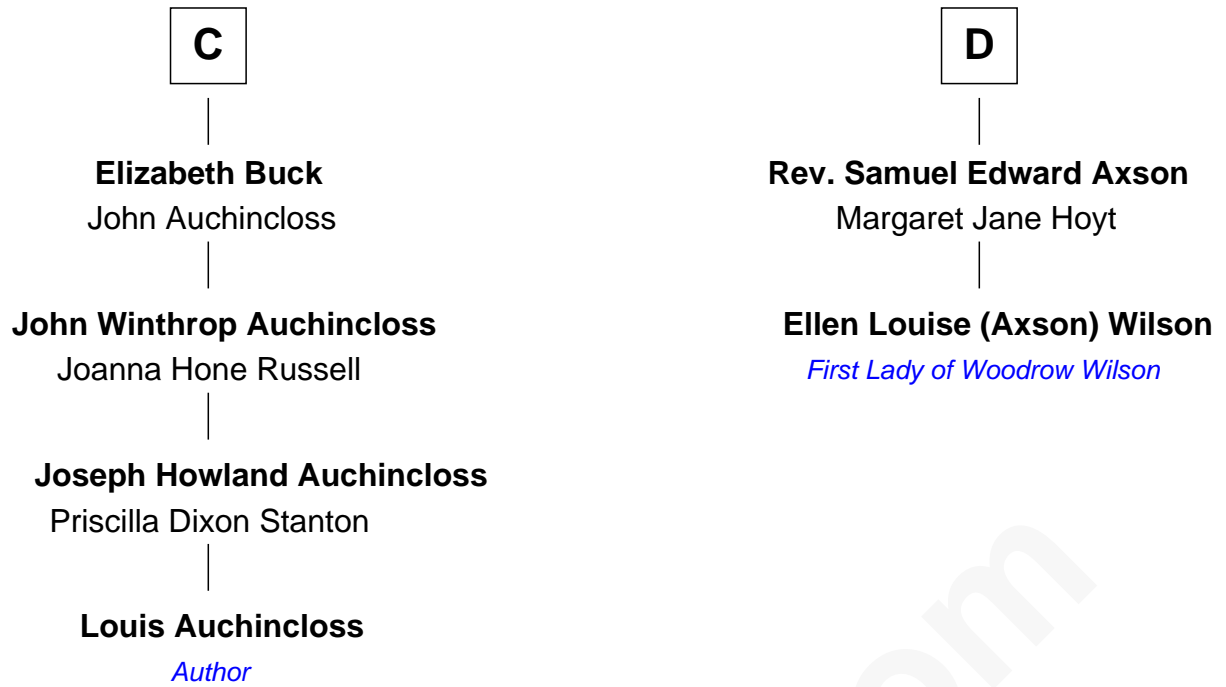 C
Elizabeth Buck
John Auchincloss
John Winthrop Auchincloss
Joanna Hone Russell
Joseph Howland Auchincloss
Priscilla Dixon Stanton
Louis Auchincloss
Author
D
Rev. Samuel Edward Axson
Margaret Jane Hoyt
Ellen Louise (Axson) Wilson
First Lady of Woodrow Wilson
om